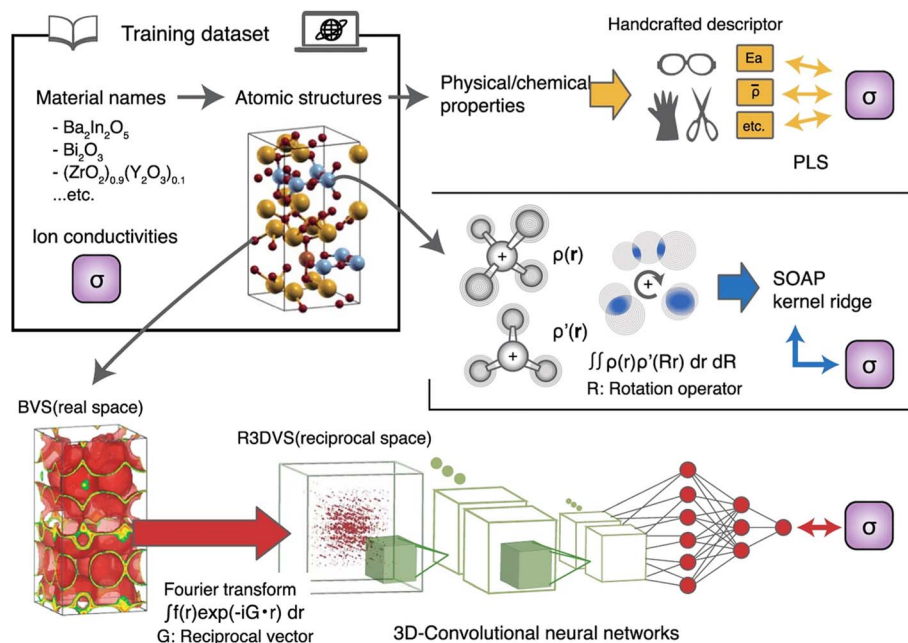 Training dataset
Material names
Atomic structures
- Ba₂In₂O₅
- Bi₂O₃
- (ZrO₂)₀.₉(Y₂O₃)₀.₁
...etc.
Ion conductivities
σ
Physical/chemical
properties
Handcrafted descriptor
Ea
ρ̄
etc.
σ
PLS
+
ρ(r)
+
ρ'(r)
+
∫∫ρ(r)ρ'(Rr) dr dR
R: Rotation operator
SOAP
kernel ridge
σ
BVS(real space)
R3DVS(reciprocal space)
Fourier transform
∫f(r)exp(-iG•r) dr
G: Reciprocal vector
3D-Convolutional neural networks
σ